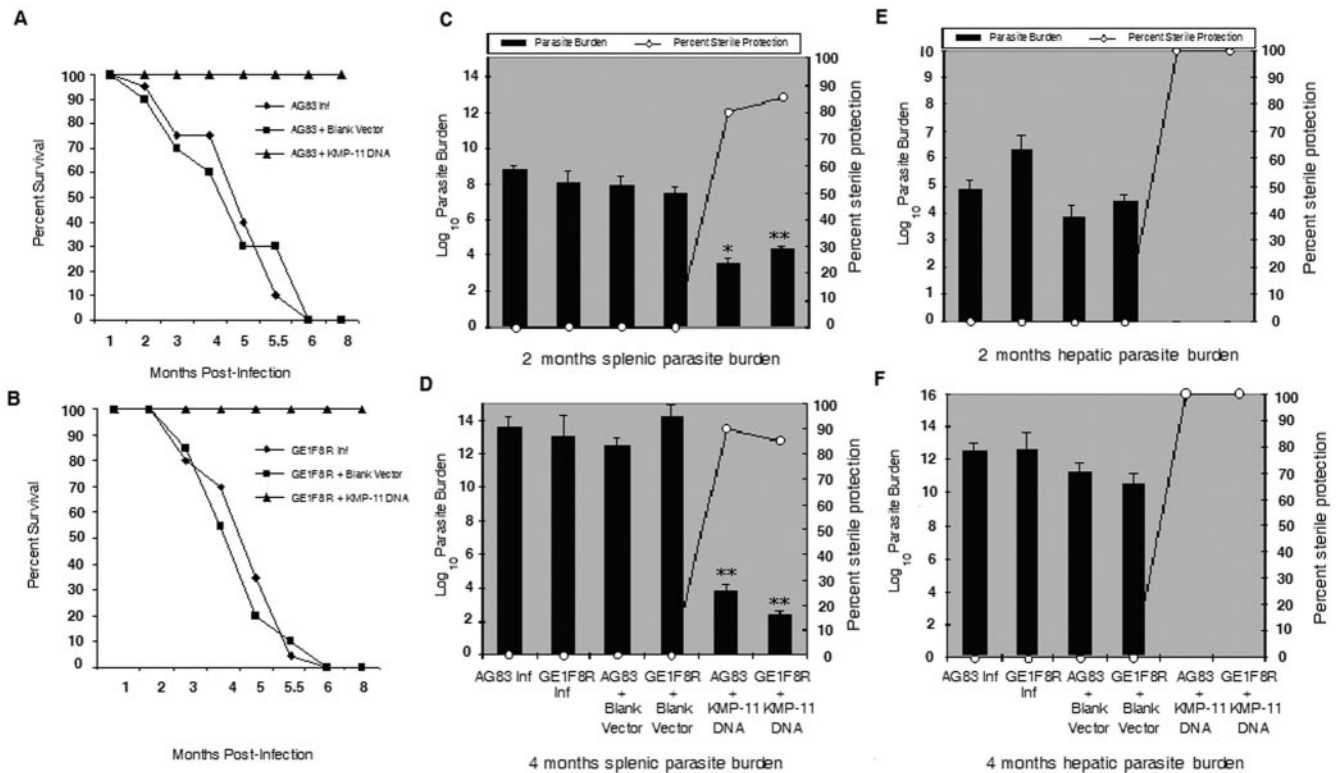 A
100
90
80
70
60
50
40
30
20
10
0
Percent Survival
AG83 Inf
AG83 + Blank Vector
AG83 + KMP-11 DNA
1 2 3 4 5 5.5 6 8
Months Post-Infection
B
100
90
80
70
60
50
40
30
20
10
0
Percent Survival
GE1F8R Inf
GE1F8R + Blank Vector
GE1F8R + KMP-11 DNA
1 2 3 4 5 5.5 6 8
Months Post-Infection
C
Parasite Burden Percent Sterile Protection
14
12
10
8
6
4
2
0
Log10 Parasite Burden
* **
100
90
80
70
60
50
40
30
20
10
0
Percent sterile protection
2 months splenic parasite burden
D
16
14
12
10
8
6
4
2
0
Log10 Parasite Burden
** **
100
90
80
70
60
50
40
30
20
10
0
Percent sterile protection
AG83 Inf
GE1F8R
Inf
AG83
+
Blank
Vector
GE1F8R
+
Blank
Vector
AG83
+
KMP-11
DNA
GE1F8R
+
KMP-11
DNA
4 months splenic parasite burden
E
Parasite Burden Percent Sterile Protection
10
9
8
7
6
5
4
3
2
1
0
Log10 Parasite Burden
100
90
80
70
60
50
40
30
20
10
0
Percent sterile protection
2 months hepatic parasite burden
F
16
14
12
10
8
6
4
2
0
Log10 Parasite Burden
100
90
80
70
60
50
40
30
20
10
0
Percent sterile protection
AG83 Inf
GE1F8R
Inf
AG83
+
Blank
Vector
GE1F8R
+
Blank
Vector
AG83
+
KMP-11
DNA
GE1F8R
+
KMP-11
DNA
4 months hepatic parasite burden